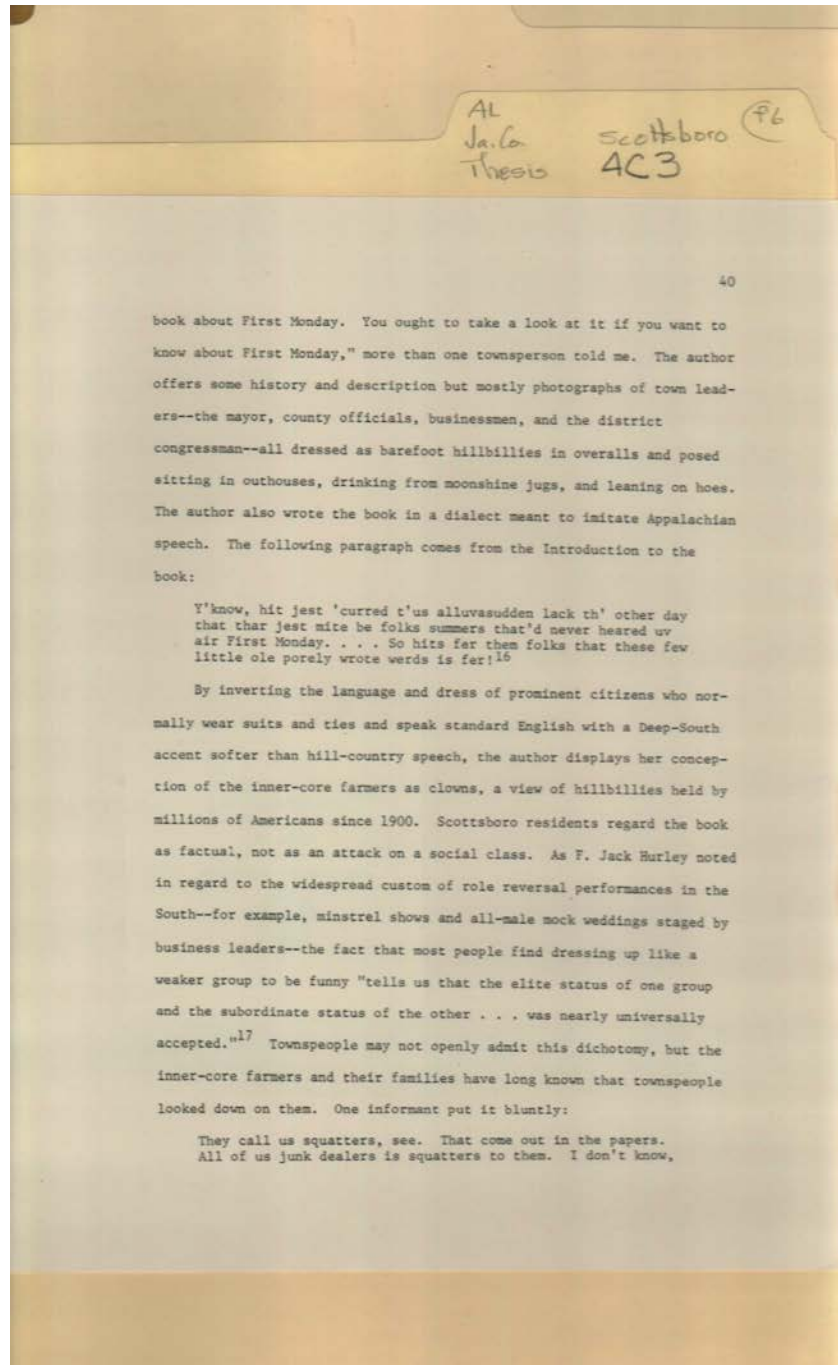 AL
Ja. Co. Scottsboro P6
Thesis 4C3
40
book about First Monday. You ought to take a look at it if you want to
know about First Monday," more than one townsperson told me. The author
offers some history and description but mostly photographs of town lead-
ers--the mayor, county officials, businessmen, and the district
congressman--all dressed as barefoot hillbillies in overalls and posed
sitting in outhouses, drinking from moonshine jugs, and leaning on hoes.
The author also wrote the book in a dialect meant to imitate Appalachian
speech. The following paragraph comes from the Introduction to the
book:
Y'know, hit jest 'curred t'us alluvasudden lack th' other day
that thar jest mite be folks summers that'd never heared uv
air First Monday. . . . So hits fer them folks that these few
little ole porely wrote werds is fer!16
By inverting the language and dress of prominent citizens who nor-
mally wear suits and ties and speak standard English with a Deep-South
accent softer than hill-country speech, the author displays her concep-
tion of the inner-core farmers as clowns, a view of hillbillies held by
millions of Americans since 1900. Scottsboro residents regard the book
as factual, not as an attack on a social class. As F. Jack Hurley noted
in regard to the widespread custom of role reversal performances in the
South--for example, minstrel shows and all-male mock weddings staged by
business leaders--the fact that most people find dressing up like a
weaker group to be funny "tells us that the elite status of one group
and the subordinate status of the other . . . was nearly universally
accepted."17 Townspeople may not openly admit this dichotomy, but the
inner-core farmers and their families have long known that townspeople
looked down on them. One informant put it bluntly:
They call us squatters, see. That come out in the papers.
All of us junk dealers is squatters to them. I don't know,